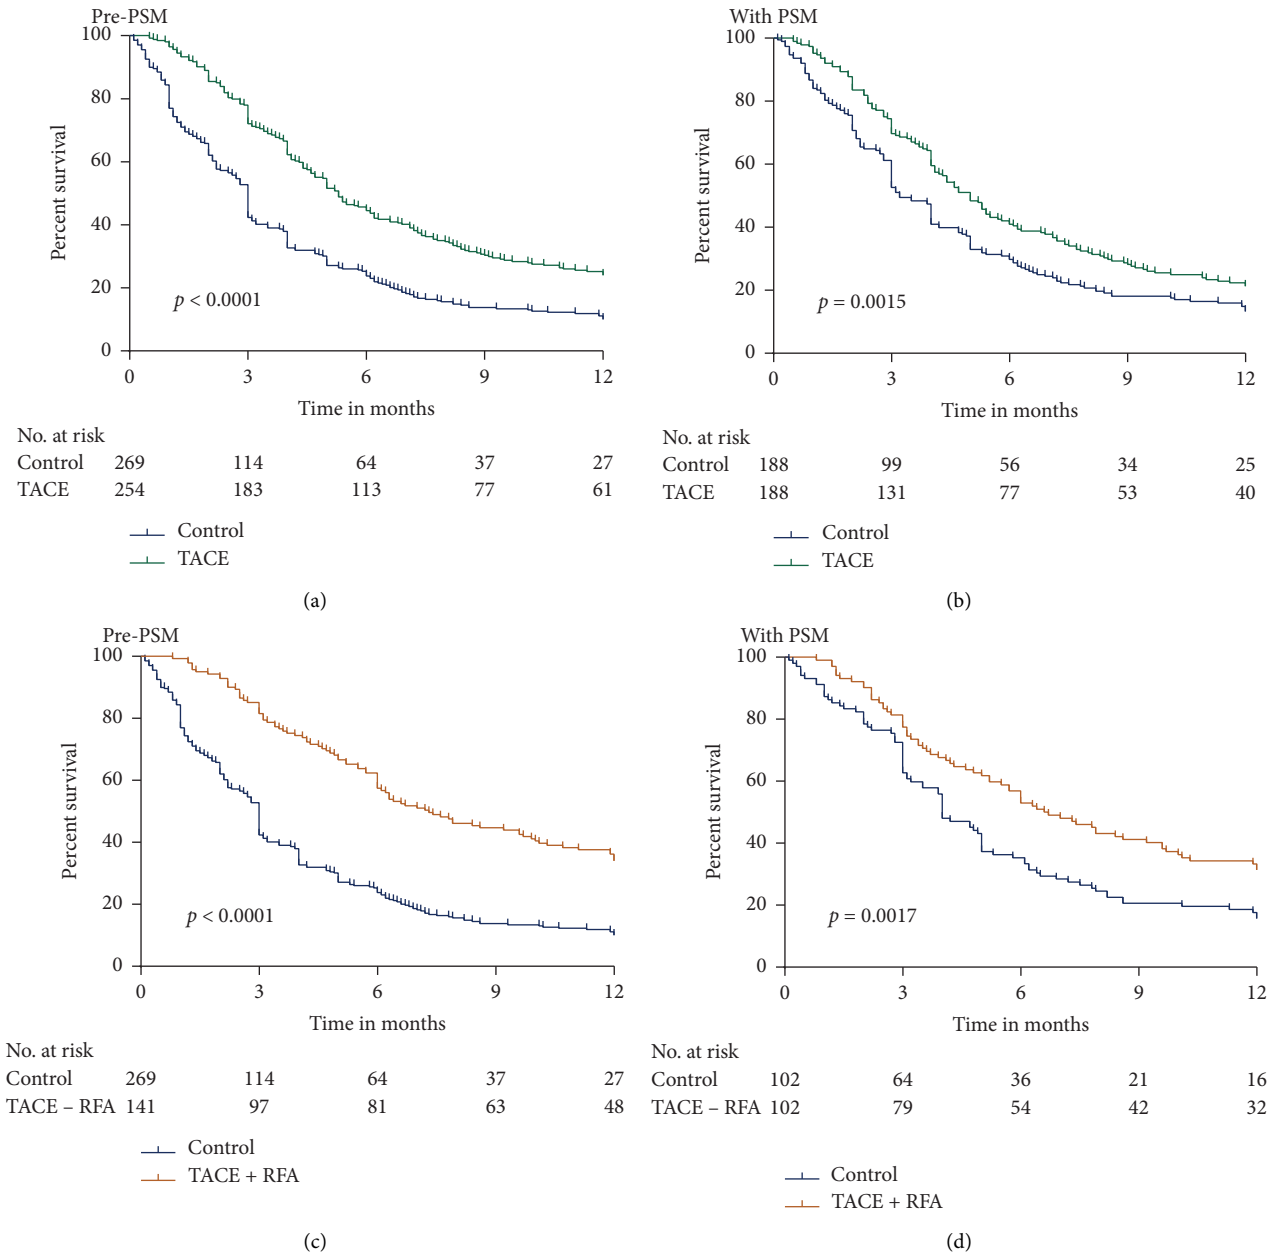 Pre-PSM
100
80
60
40
20
0
Percent survival
p < 0.0001
0 3 6 9 12
Time in months
No. at risk
Control 269 114 64 37 27
TACE 254 183 113 77 61
Control
TACE
(a)
With PSM
100
80
60
40
20
0
Percent survival
p = 0.0015
0 3 6 9 12
Time in months
No. at risk
Control 188 99 56 34 25
TACE 188 131 77 53 40
Control
TACE
(b)
Pre-PSM
100
80
60
40
20
0
Percent survival
p < 0.0001
0 3 6 9 12
Time in months
No. at risk
Control 269 114 64 37 27
TACE – RFA 141 97 81 63 48
Control
TACE + RFA
(c)
With PSM
100
80
60
40
20
0
Percent survival
p = 0.0017
0 3 6 9 12
Time in months
No. at risk
Control 102 64 36 21 16
TACE – RFA 102 79 54 42 32
Control
TACE + RFA
(d)